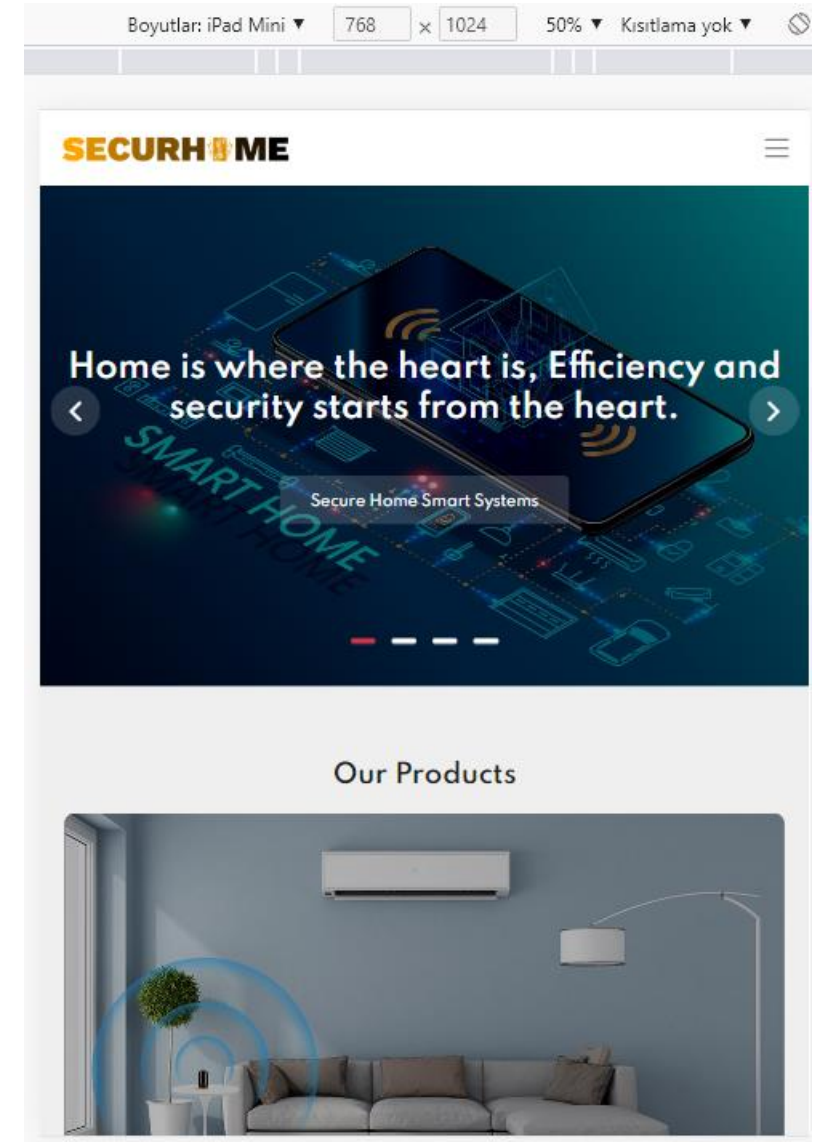 Boyutlar: iPad Mini ▼ 768 × 1024 50% ▼ Kısıtlama yok ▼
SECURHOME
Home is where the heart is, Efficiency and
security starts from the heart.
SMART HOME
Secure Home Smart Systems
Our Products